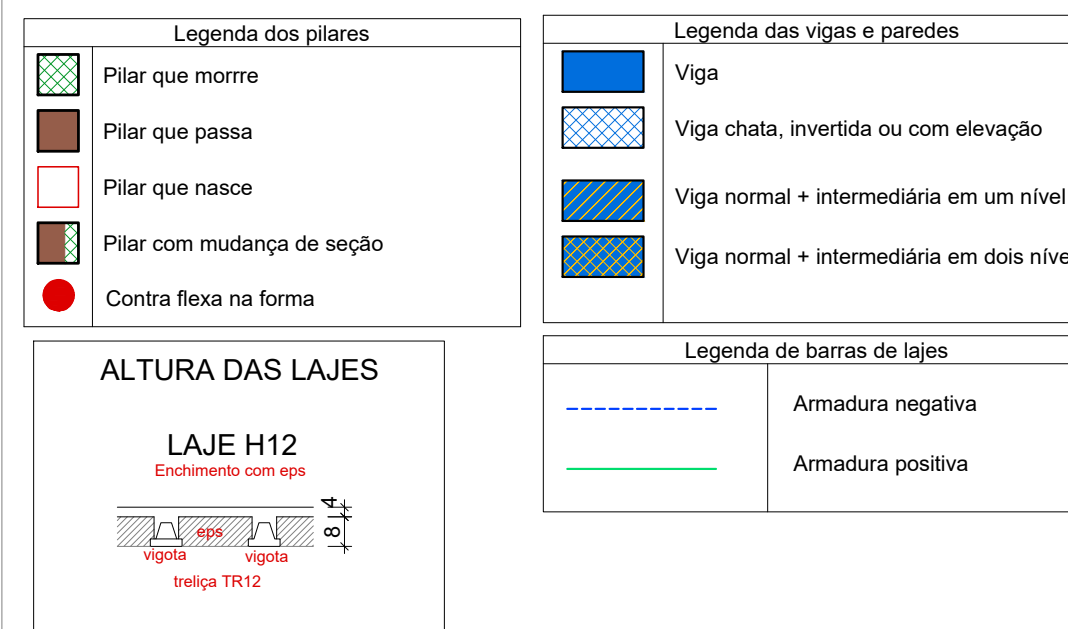 Legenda dos pilares
Pilar que morrre
Pilar que passa
Pilar que nasce
Pilar com mudança de seção
Contra flexa na forma
Legenda das vigas e paredes
Viga
Viga chata, invertida ou com elevação
Viga normal + intermediária em um nível
Viga normal + intermediária em dois níve
ALTURA DAS LAJES
LAJE H12
Enchimento com eps
4
8
eps
vigota
vigota
treliça TR12
Legenda de barras de lajes
Armadura negativa
Armadura positiva